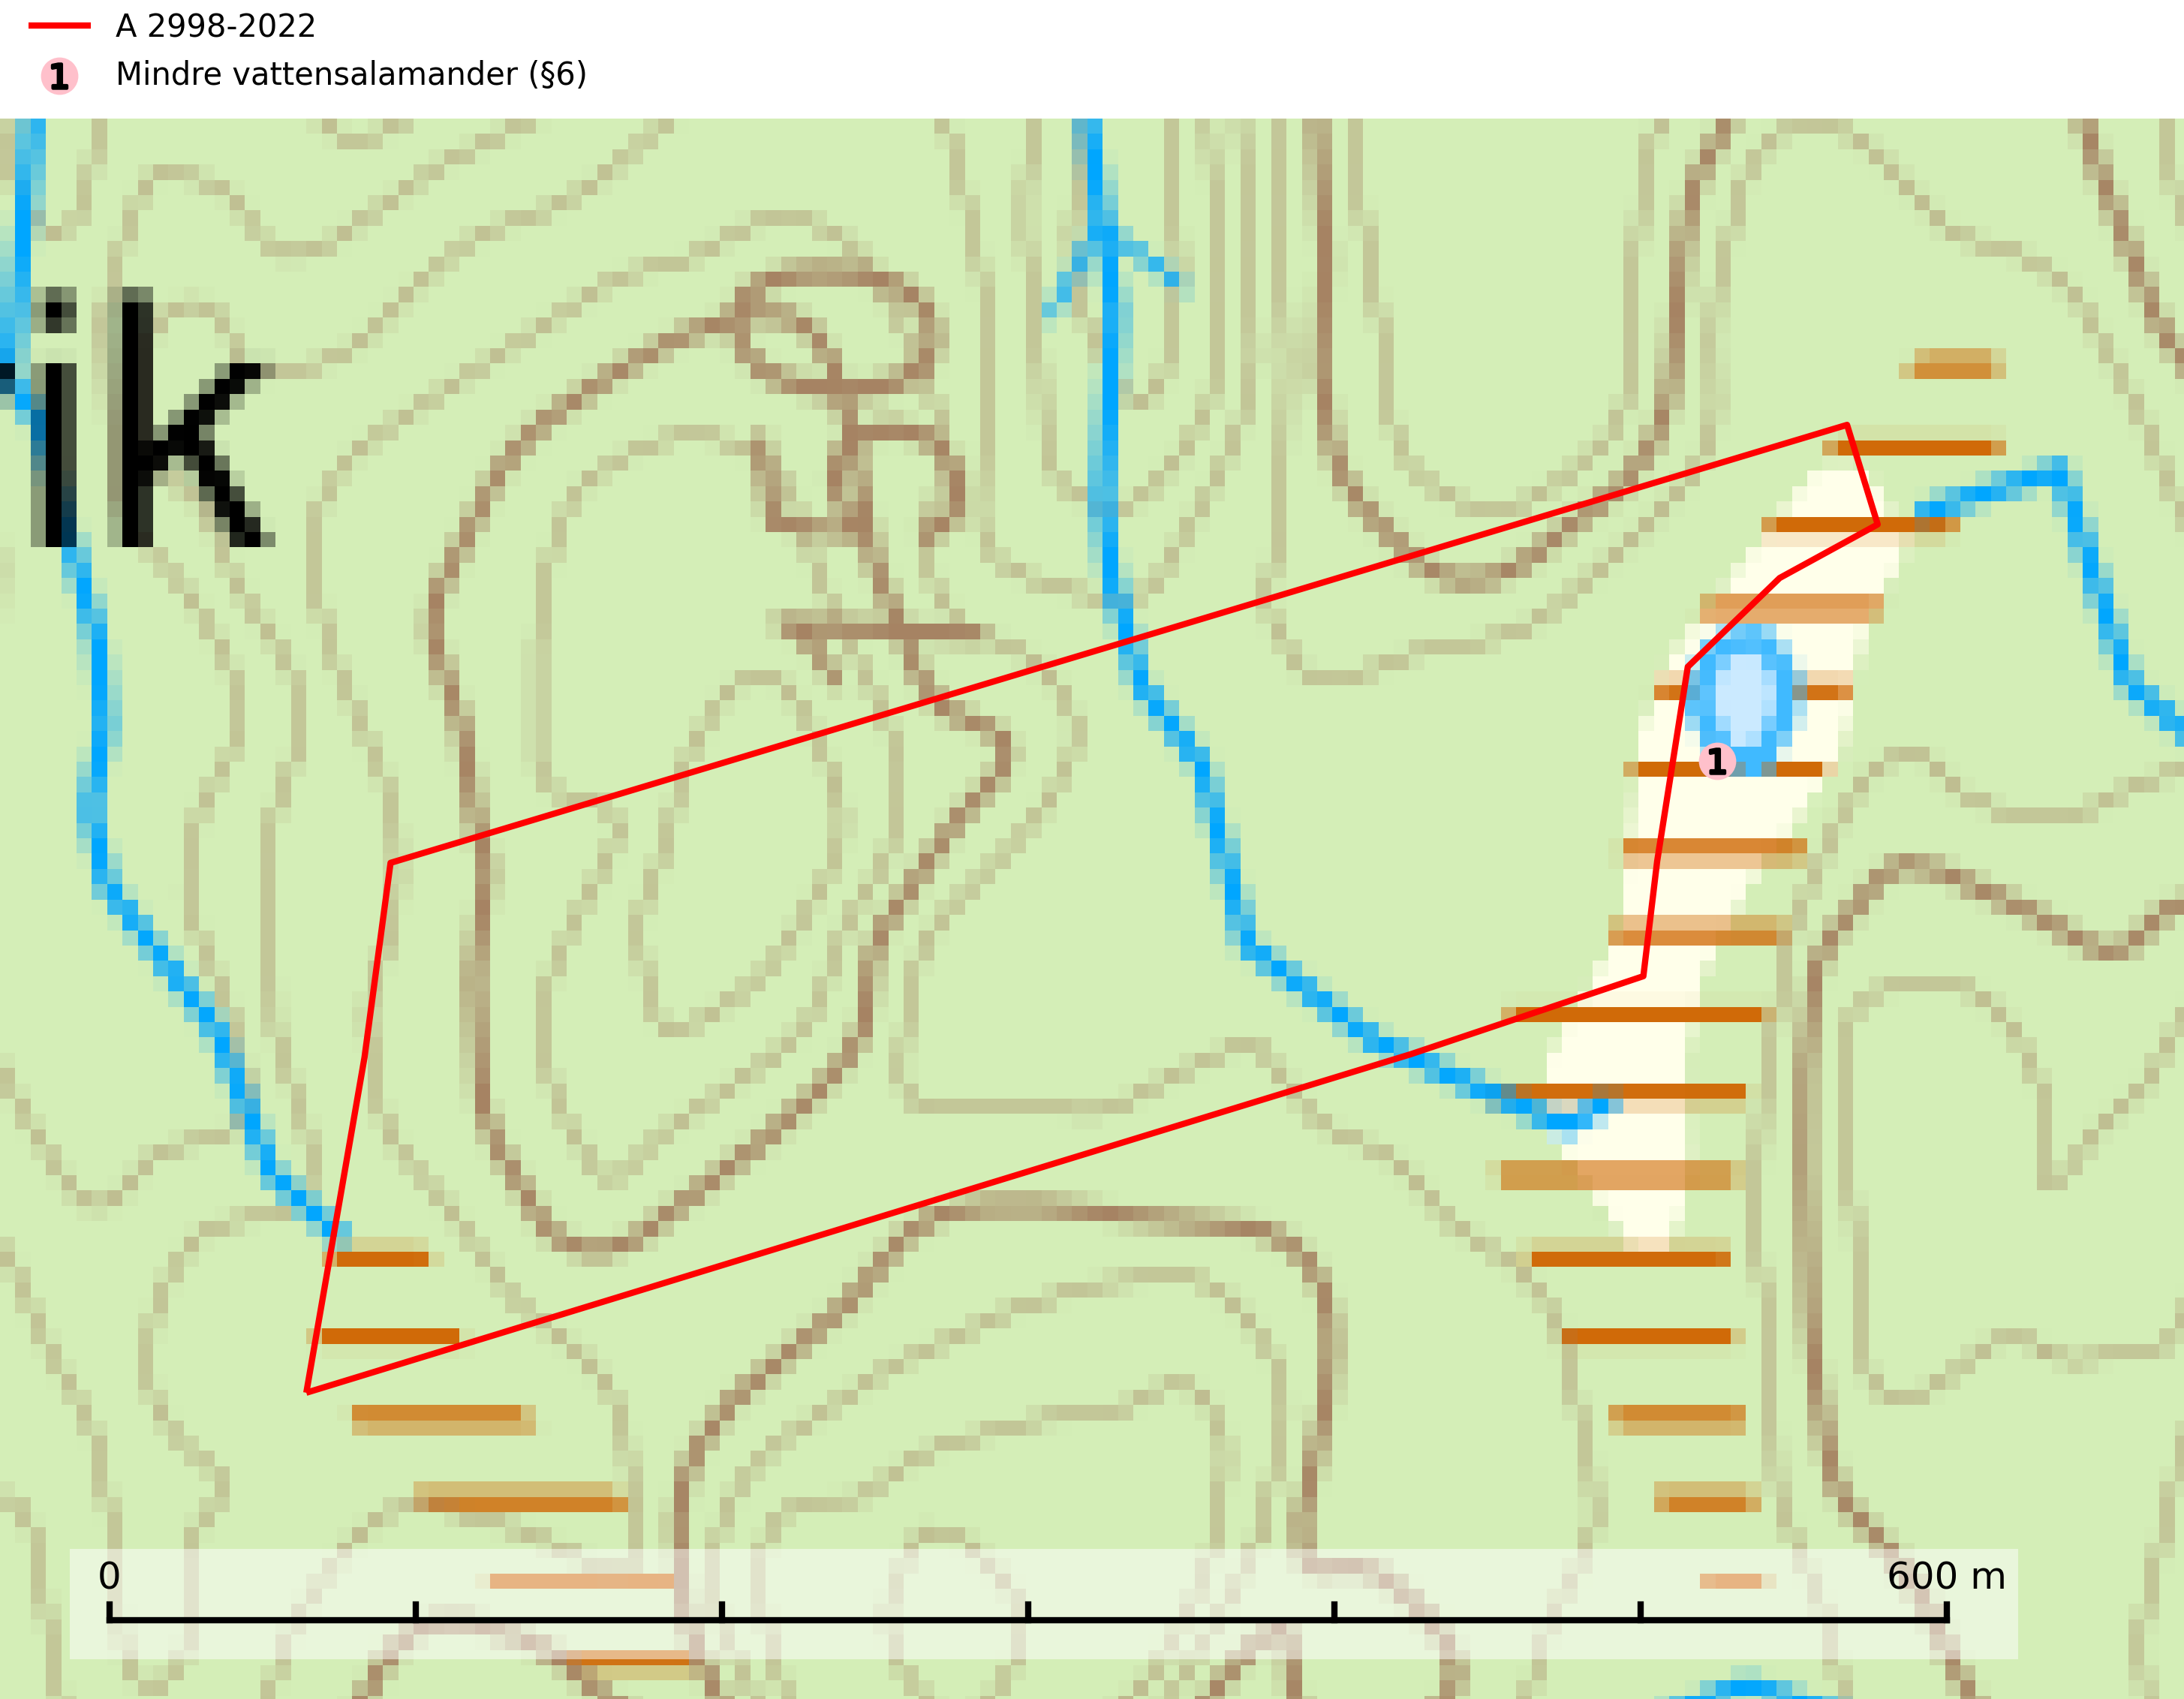 A 2998-2022
1 Mindre vattensalamander (§6)
ik
1
0 600 m